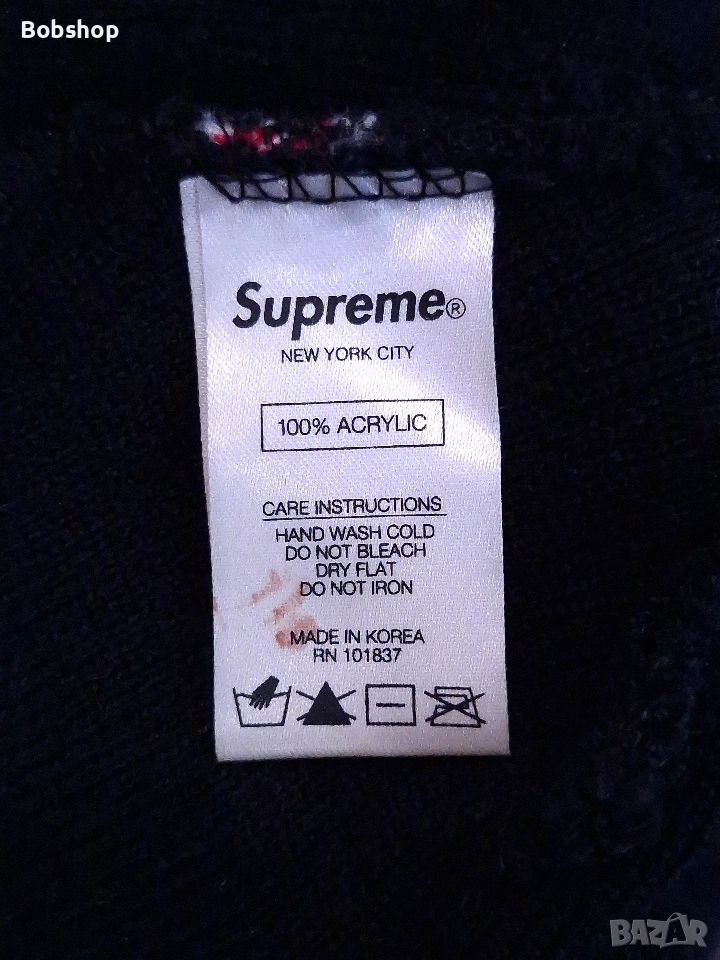 Bobshop
Supreme®
NEW YORK CITY
100% ACRYLIC
CARE INSTRUCTIONS
HAND WASH COLD
DO NOT BLEACH
DRY FLAT
DO NOT IRON
MADE IN KOREA
RN 101837
BAZAR